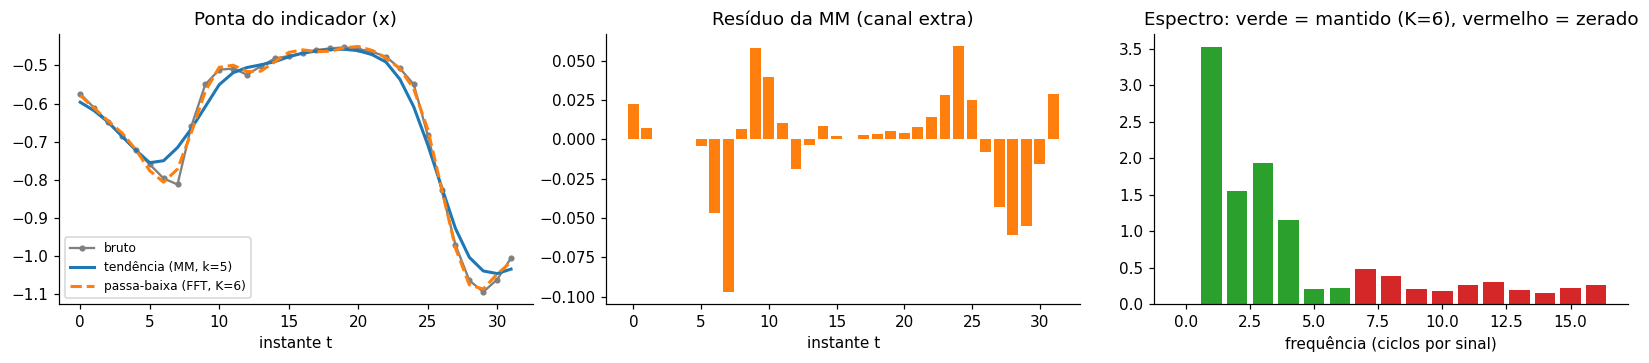 Ponta do indicador (x)
−0.5
−0.6
−0.7
−0.8
−0.9
−1.0
−1.1
bruto
tendência (MM, k=5)
passa-baixa (FFT, K=6)
0 5 10 15 20 25 30
instante t
Resíduo da MM (canal extra)
0.050
0.025
0.000
−0.025
−0.050
−0.075
−0.100
0 5 10 15 20 25 30
instante t
Espectro: verde = mantido (K=6), vermelho = zerado
3.5
3.0
2.5
2.0
1.5
1.0
0.5
0.0
0.0 2.5 5.0 7.5 10.0 12.5 15.0
frequência (ciclos por sinal)